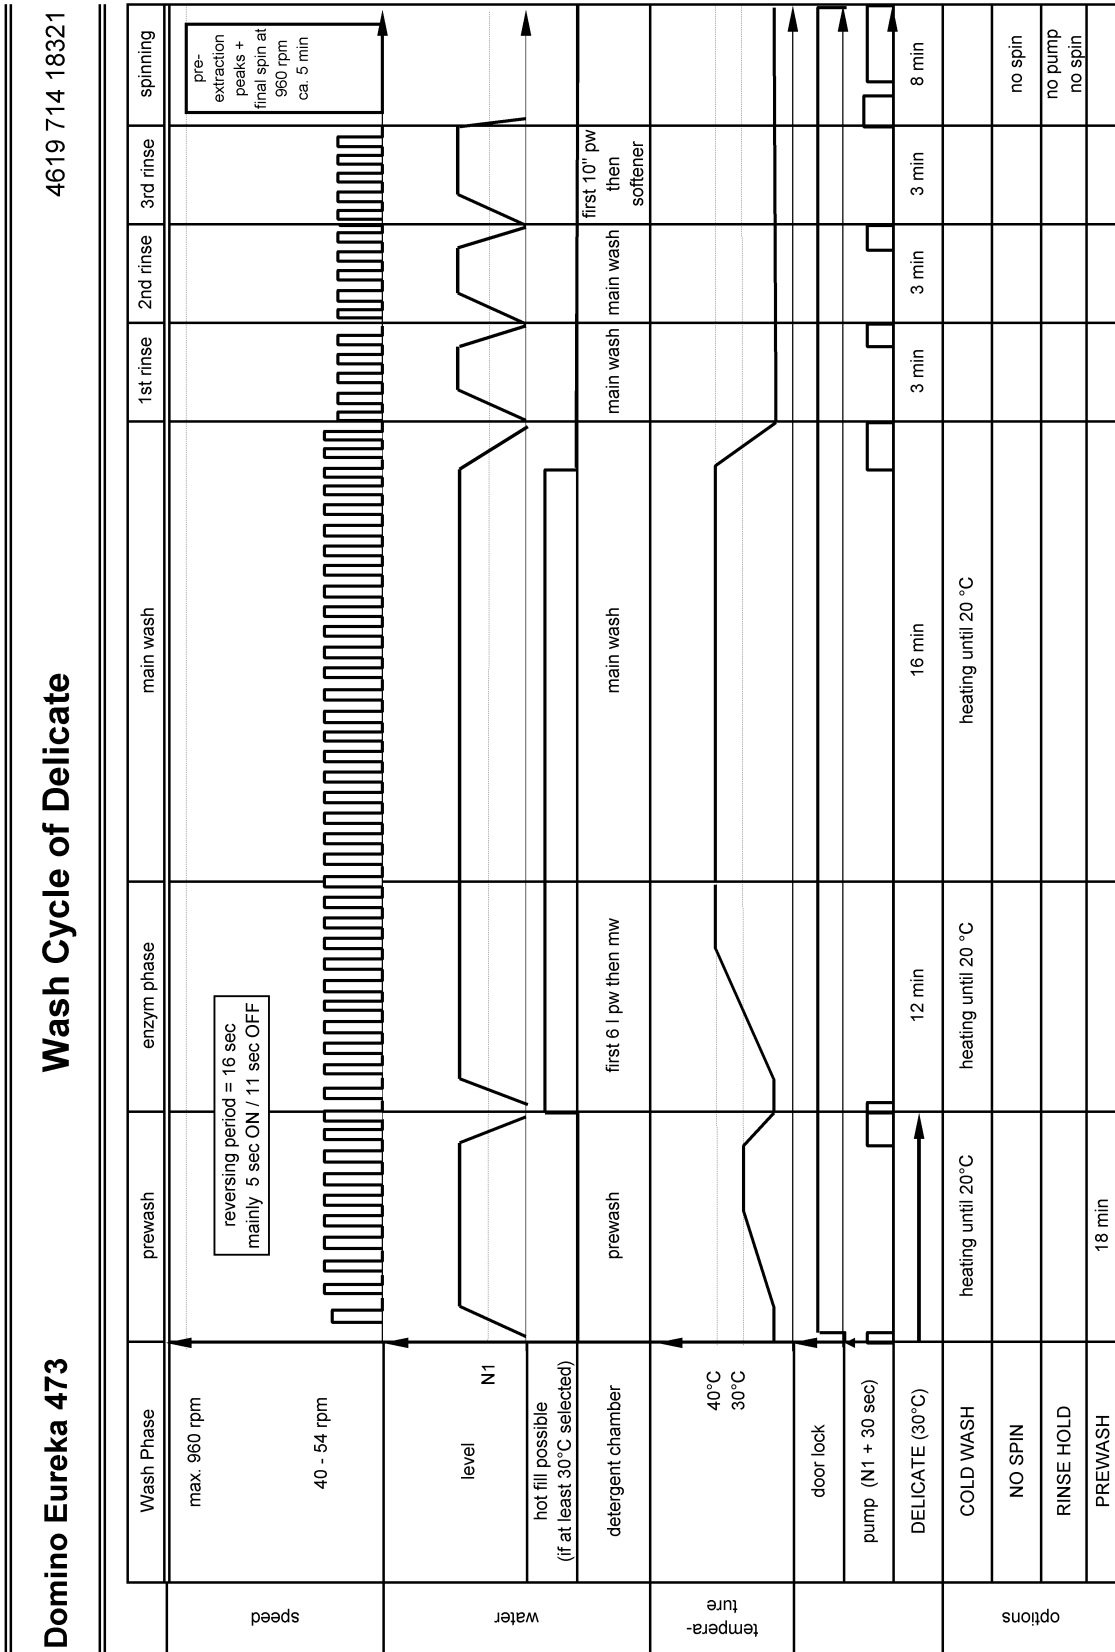 Domino Eureka 473
Wash Cycle of Delicate
4619 714 18321
Wash Phase
prewash
enzym phase
main wash
1st rinse
2nd rinse
3rd rinse
spinning
speed
max. 960 rpm
40 - 54 rpm
reversing period = 16 sec
mainly 5 sec ON / 11 sec OFF
pre-
extraction
peaks +
final spin at
960 rpm
ca. 5 min
water
level
N1
hot fill possible
(if at least 30°C selected)
detergent chamber
prewash
first 6 l pw then mw
main wash
main wash
main wash
first 10" pw
then
softener
tempera-
ture
40°C
30°C
door lock
pump (N1 + 30 sec)
DELICATE (30°C)
12 min
16 min
3 min
3 min
3 min
8 min
options
COLD WASH
heating until 20°C
heating until 20 °C
heating until 20 °C
NO SPIN
no spin
RINSE HOLD
no pump
no spin
PREWASH
18 min